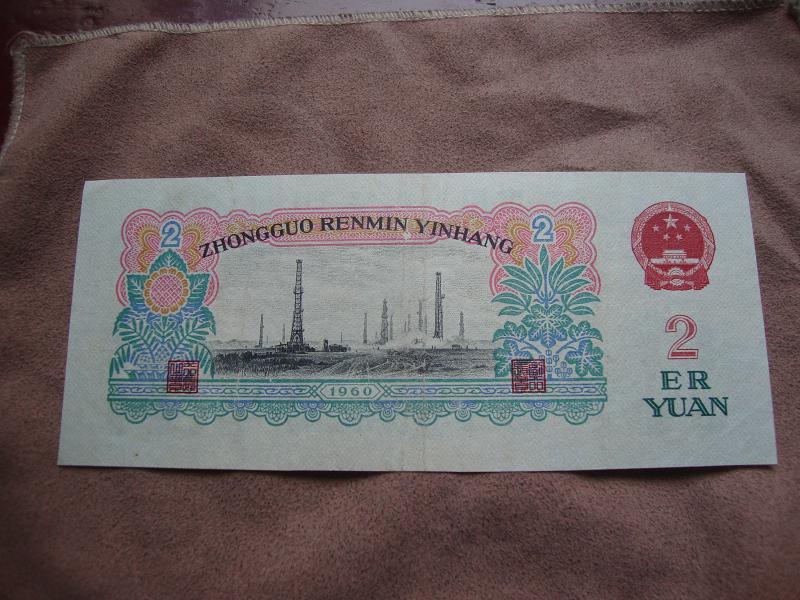 2
ZHONGGUO RENMIN YINHANG
2
1960
2
ER
YUAN